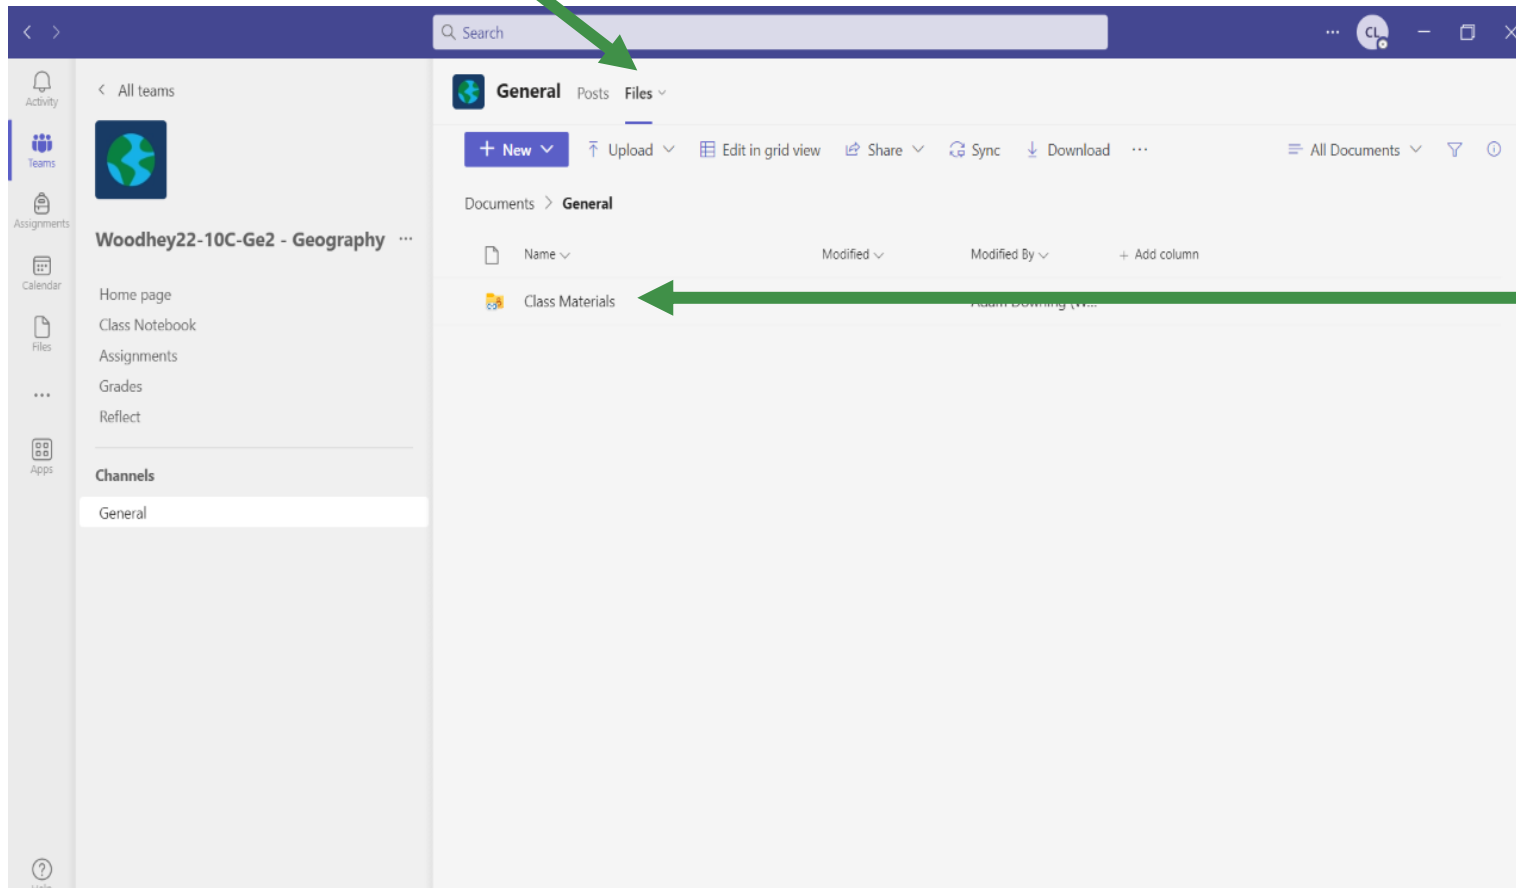 Search
CL
Activity
Teams
Assignments
Calendar
Files
Apps
All teams
Woodhey22-10C-Ge2 - Geography
Home page
Class Notebook
Assignments
Grades
Reflect
Channels
General
General Posts Files
New Upload Edit in grid view Share Sync Download All Documents
Documents > General
Name Modified Modified By + Add column
Class Materials